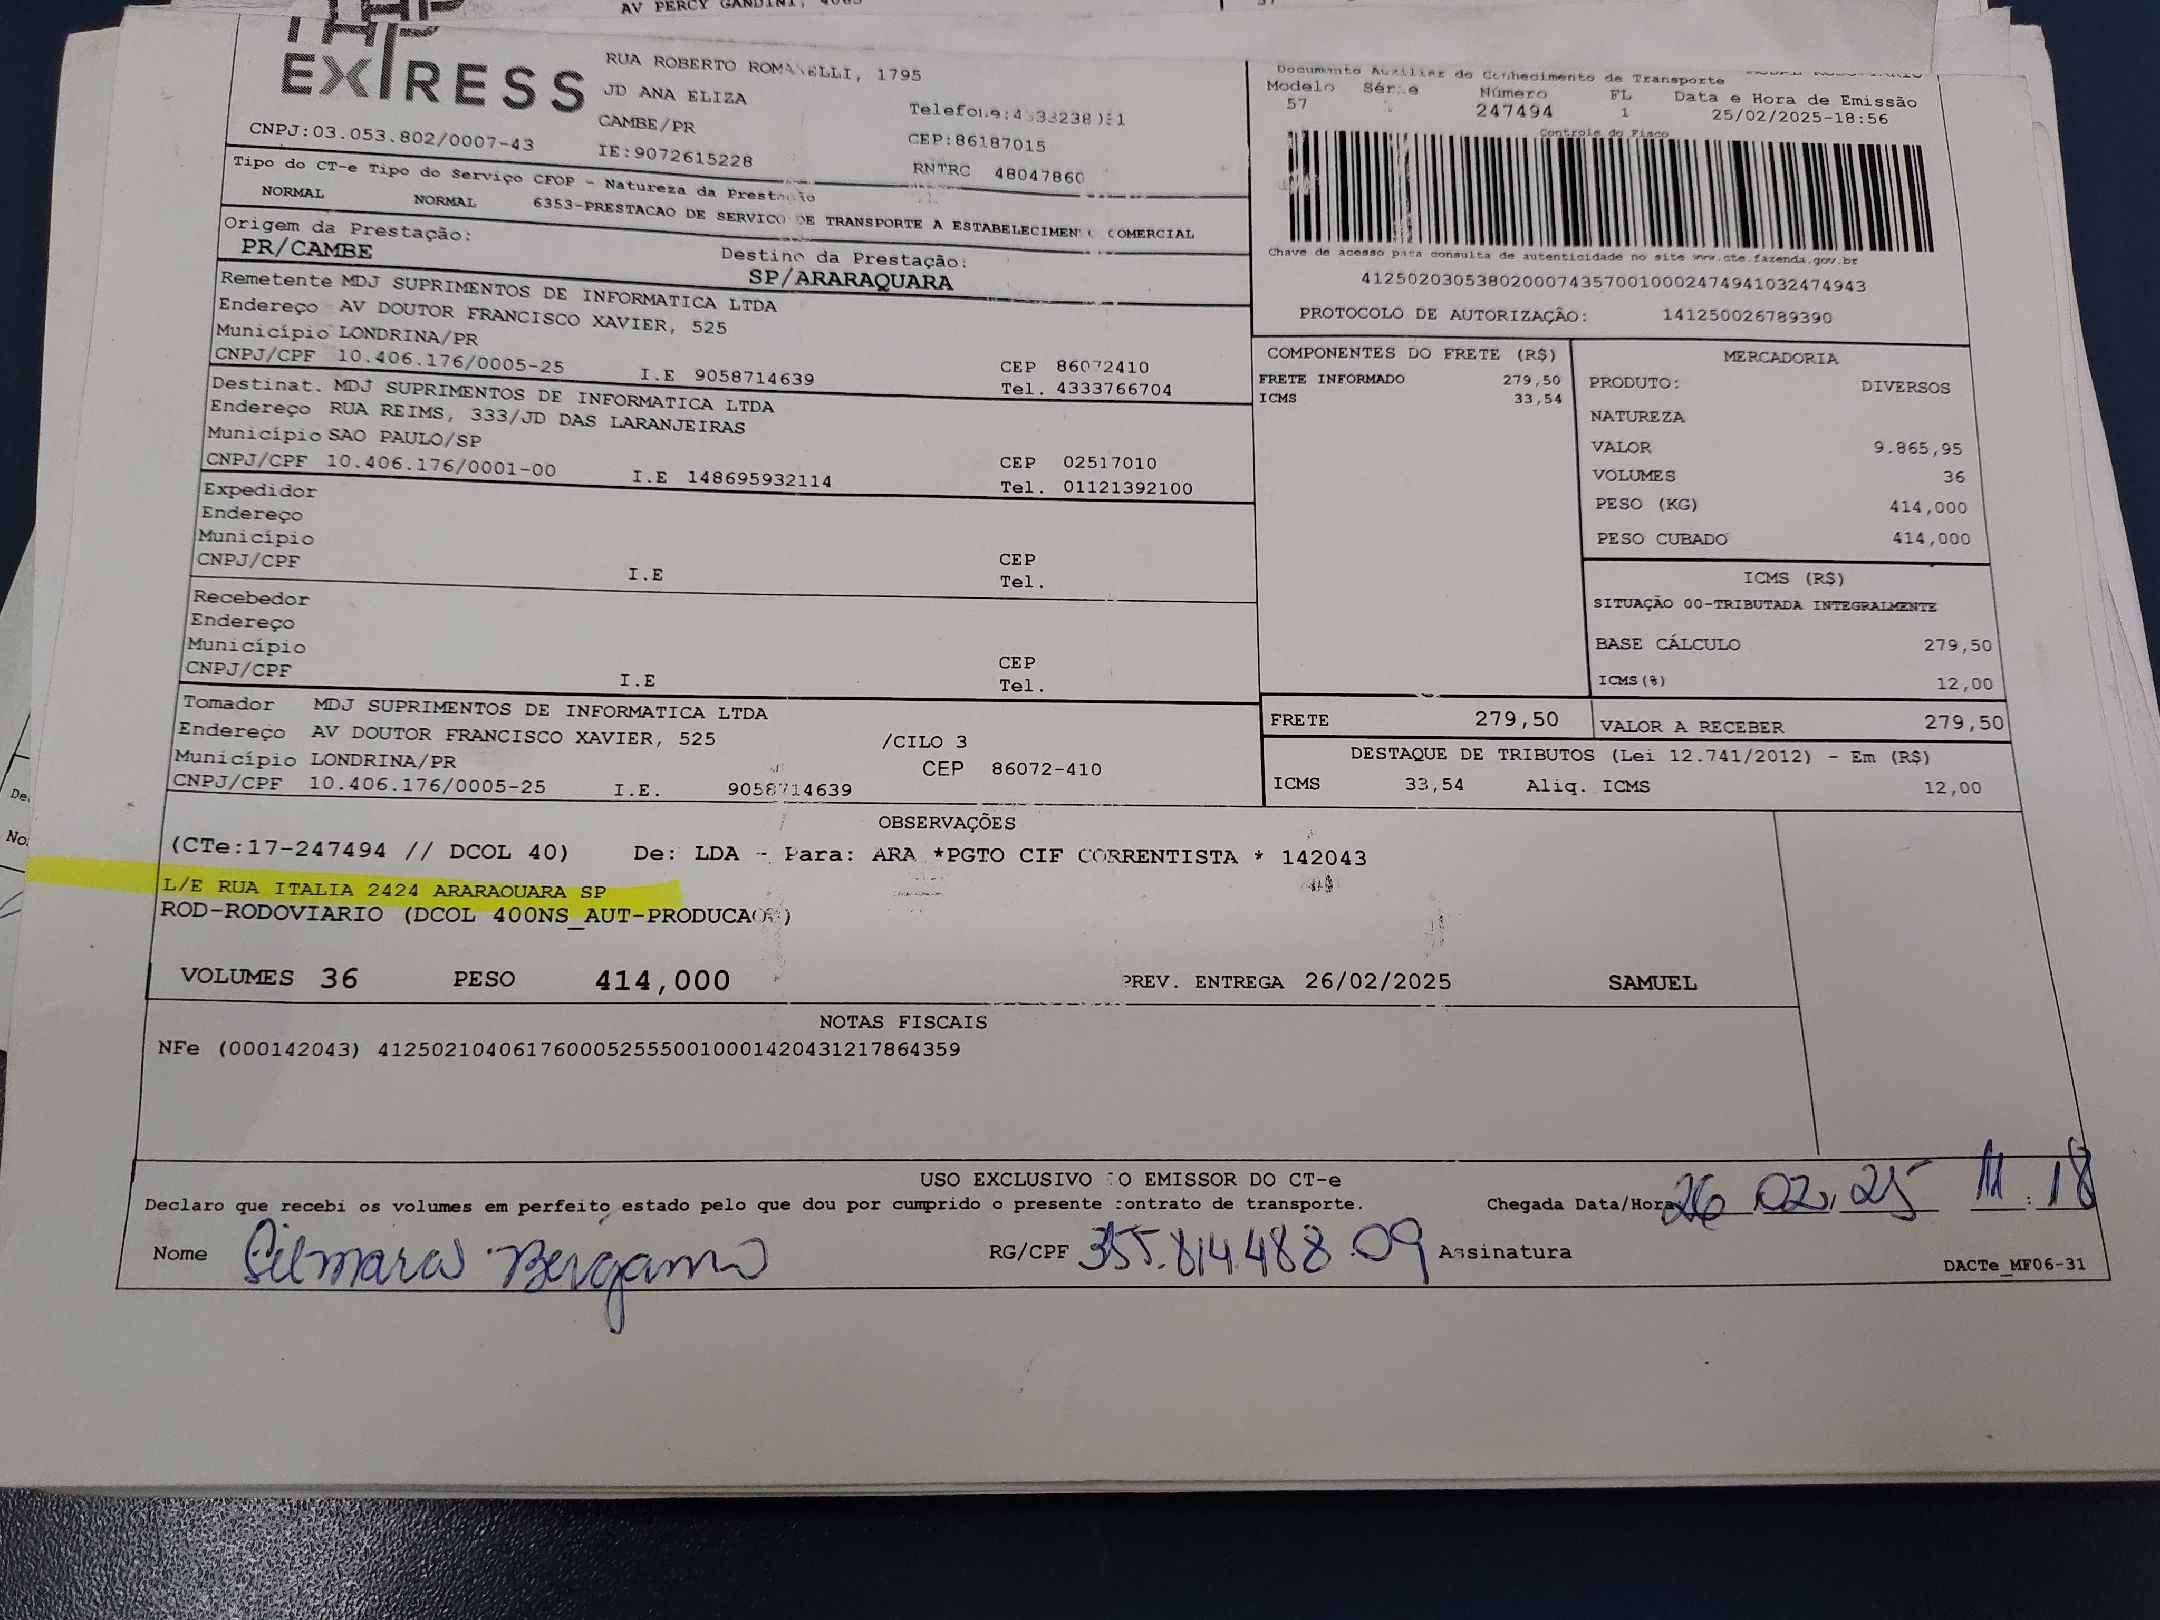 AV PERCY GANDINI,
EXPRESS
RUA ROBERTO ROMANELLI, 1795
JD ANA ELIZA
CAMBE/PR
CNPJ:03.053.802/0007-43
IE:9072615228
Telefone:
CEP:86187015
RNTRC 48047860
Documento Auxiliar do Conhecimento de Transporte
Modelo Série Número FL Data e Hora de Emissão
57 247494 1 25/02/2025-18:56
Controle do Fisco
Tipo do CT-e Tipo do Serviço CFOP - Natureza da Prestação
NORMAL NORMAL 6353-PRESTACAO DE SERVICO DE TRANSPORTE A ESTABELECIMENTO COMERCIAL
Origem da Prestação:
PR/CAMBE
Destino da Prestação:
SP/ARARAQUARA
Chave de acesso para consulta de autenticidade no site www.cte.fazenda.gov.br
41250203053802000743570010002474941032474943
PROTOCOLO DE AUTORIZAÇÃO: 141250026789390
Remetente MDJ SUPRIMENTOS DE INFORMATICA LTDA
Endereço AV DOUTOR FRANCISCO XAVIER, 525
Município LONDRINA/PR
CNPJ/CPF 10.406.176/0005-25 I.E 9058714639
CEP 86072410
Tel. 4333766704
Destinat. MDJ SUPRIMENTOS DE INFORMATICA LTDA
Endereço RUA REIMS, 333/JD DAS LARANJEIRAS
Município SAO PAULO/SP
CNPJ/CPF 10.406.176/0001-00 I.E 148695932114
CEP 02517010
Tel. 01121392100
Expedidor
Endereço
Município
CNPJ/CPF I.E
CEP
Tel.
Recebedor
Endereço
Município
CNPJ/CPF I.E
CEP
Tel.
Tomador MDJ SUPRIMENTOS DE INFORMATICA LTDA
Endereço AV DOUTOR FRANCISCO XAVIER, 525 /CILO 3
Município LONDRINA/PR CEP 86072-410
CNPJ/CPF 10.406.176/0005-25 I.E. 9058714639
COMPONENTES DO FRETE (R$)
FRETE INFORMADO 279,50
ICMS 33,54
MERCADORIA
PRODUTO: DIVERSOS
NATUREZA
VALOR 9.865,95
VOLUMES 36
PESO (KG) 414,000
PESO CUBADO 414,000
ICMS (R$)
SITUAÇÃO 00-TRIBUTADA INTEGRALMENTE
BASE CÁLCULO 279,50
ICMS(%) 12,00
FRETE 279,50 VALOR A RECEBER 279,50
DESTAQUE DE TRIBUTOS (Lei 12.741/2012) - Em (R$)
ICMS 33,54 Aliq. ICMS 12,00
OBSERVAÇÕES
(CTe:17-247494 // DCOL 40) De: LDA - Para: ARA *PGTO CIF CORRENTISTA * 142043
L/E RUA ITALIA 2424 ARARAQUARA SP
ROD-RODOVIARIO (DCOL 400NS_AUT-PRODUCAO )
VOLUMES 36 PESO 414,000 PREV. ENTREGA 26/02/2025 SAMUEL
NOTAS FISCAIS
NFe (000142043) 41250210406176000525550010001420431217864359
USO EXCLUSIVO DO EMISSOR DO CT-e
Declaro que recebi os volumes em perfeito estado pelo que dou por cumprido o presente contrato de transporte. Chegada Data/Hora 26 02 25 11:18
Nome Silmara Bergamo RG/CPF 355.814.488.09 Assinatura
DACTe_MF06-31